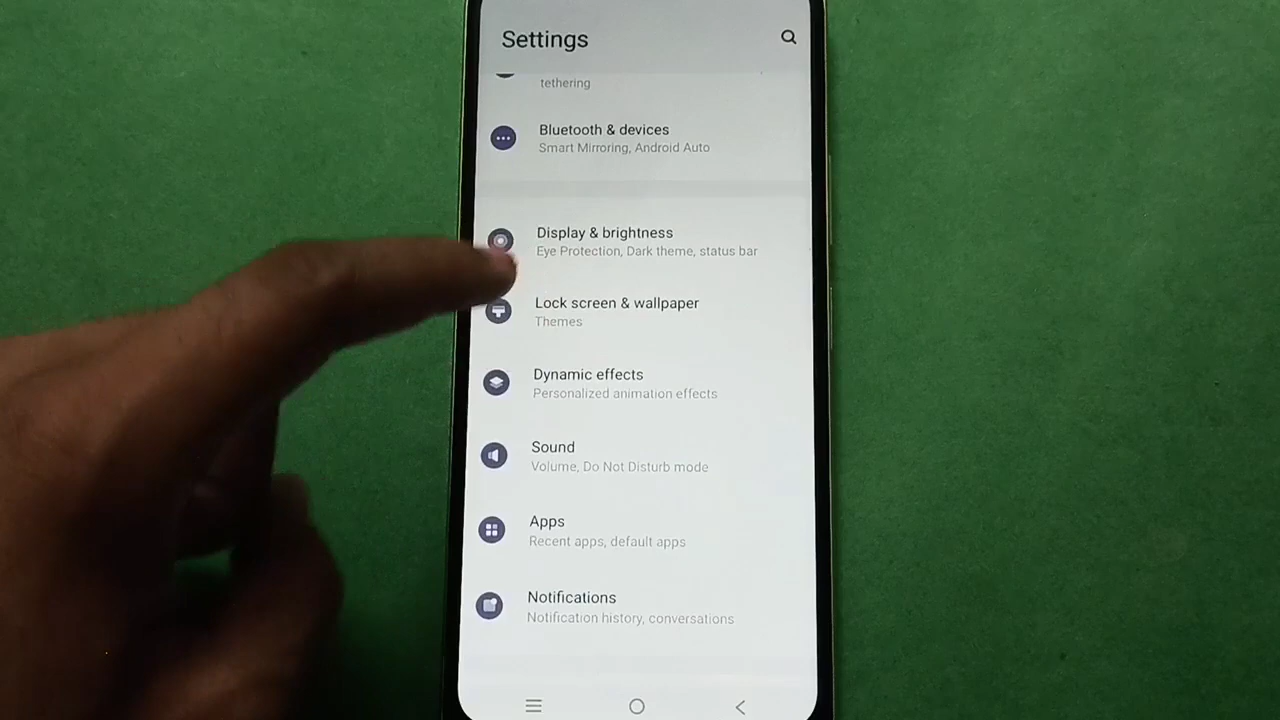 Settings
tethering
Bluetooth & devices
Smart Mirroring, Android Auto
Display & brightness
Eye Protection, Dark theme, status bar
Lock screen & wallpaper
Themes
Dynamic effects
Personalized animation effects
Sound
Volume, Do Not Disturb mode
Apps
Recent apps, default apps
Notifications
Notification history, conversations